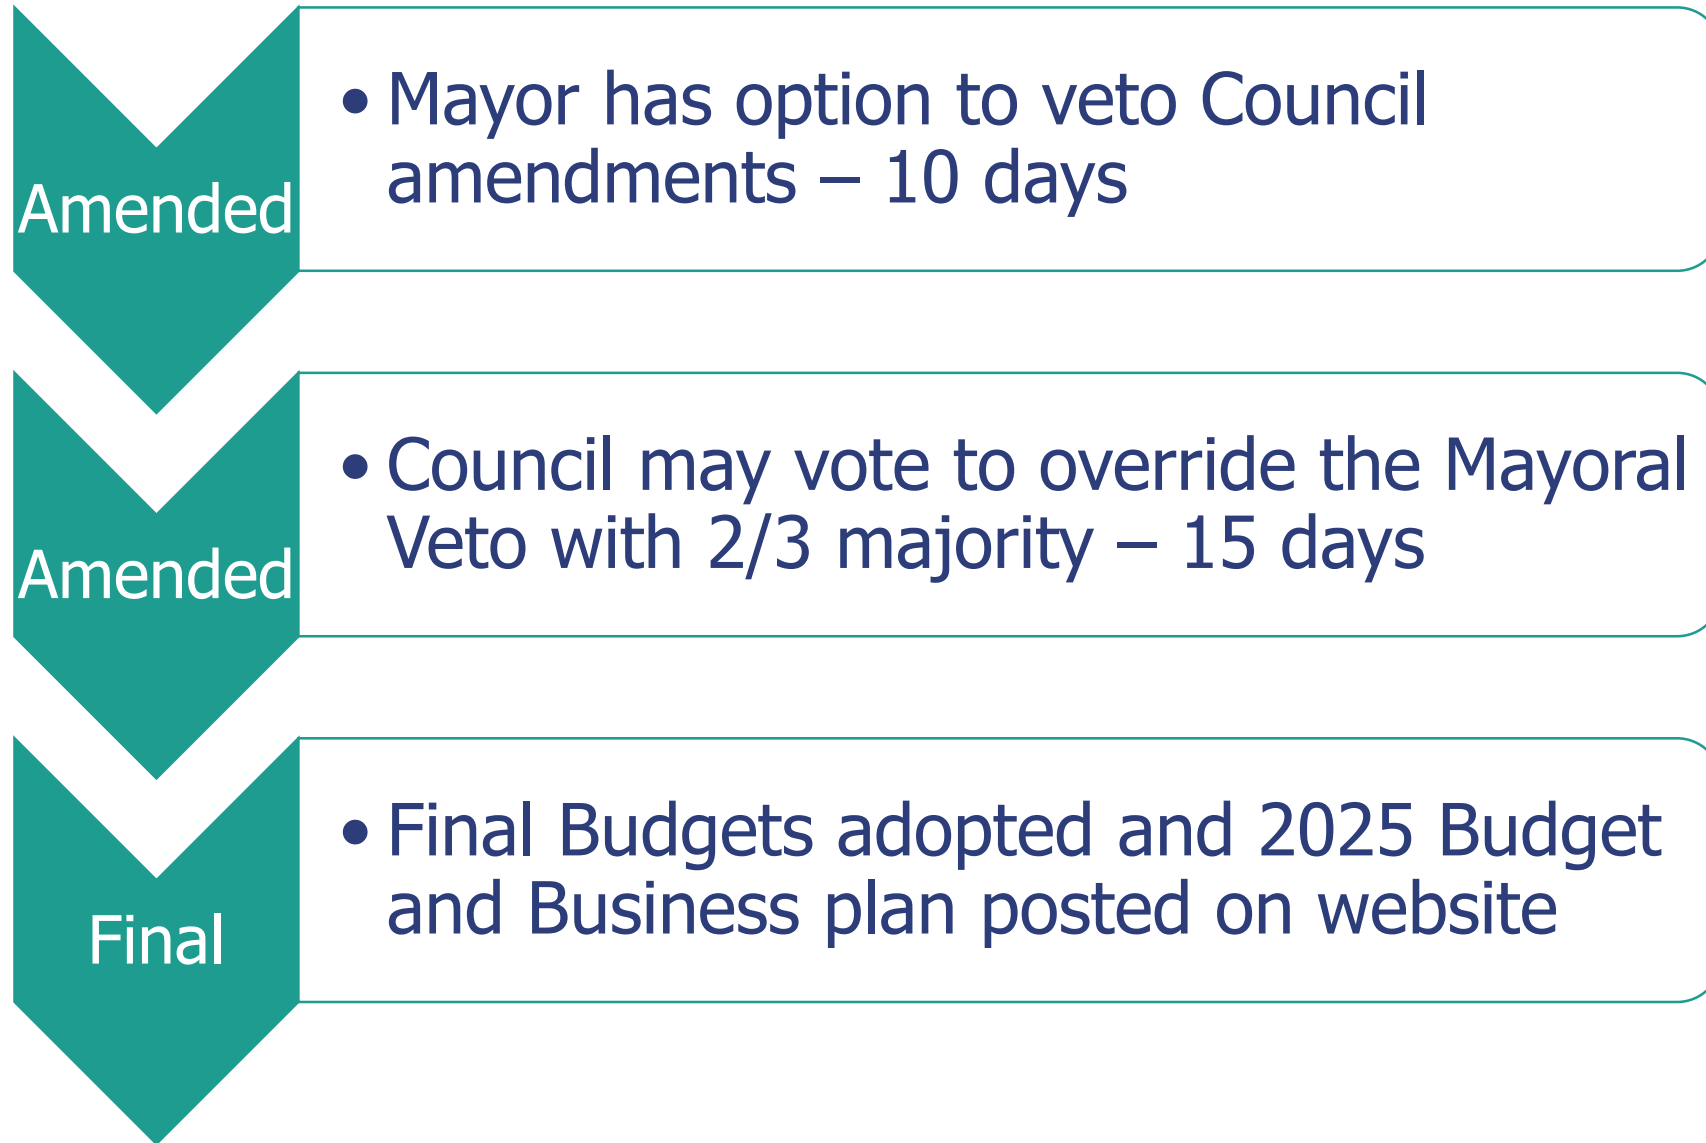 Amended
• Mayor has option to veto Council
amendments – 10 days
Amended
• Council may vote to override the Mayoral
Veto with 2/3 majority – 15 days
Final
• Final Budgets adopted and 2025 Budget
and Business plan posted on website